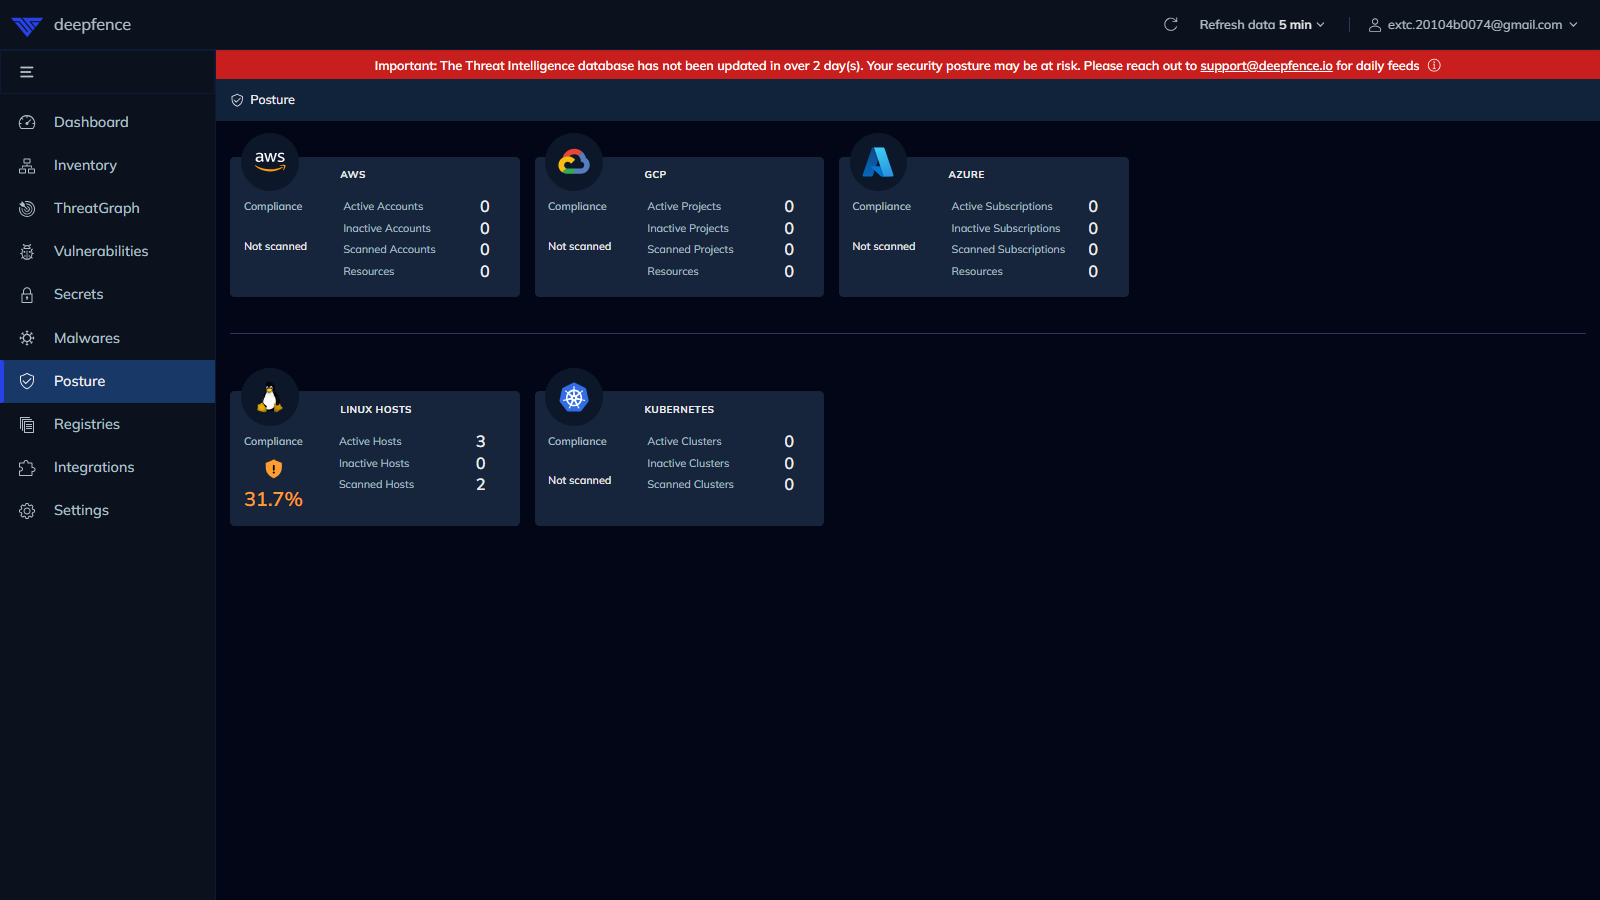 deepfence
Refresh data 5 min
extc.20104b0074@gmail.com
Important: The Threat Intelligence database has not been updated in over 2 day(s). Your security posture may be at risk. Please reach out to support@deepfence.io for daily feeds
Posture
Dashboard
Inventory
ThreatGraph
Vulnerabilities
Secrets
Malwares
Posture
Registries
Integrations
Settings
aws
AWS
Compliance
Not scanned
Active Accounts 0
Inactive Accounts 0
Scanned Accounts 0
Resources 0
GCP
Compliance
Not scanned
Active Projects 0
Inactive Projects 0
Scanned Projects 0
Resources 0
AZURE
Compliance
Not scanned
Active Subscriptions 0
Inactive Subscriptions 0
Scanned Subscriptions 0
Resources 0
LINUX HOSTS
Compliance
31.7%
Active Hosts 3
Inactive Hosts 0
Scanned Hosts 2
KUBERNETES
Compliance
Not scanned
Active Clusters 0
Inactive Clusters 0
Scanned Clusters 0